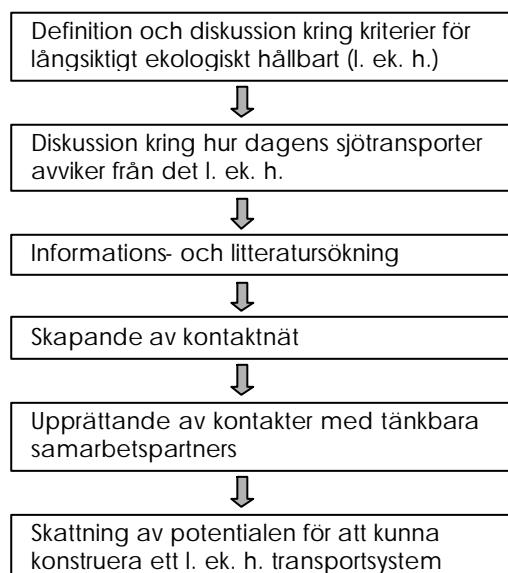 Definition och diskussion kring kriterier för
långsiktigt ekologiskt hållbart (l. ek. h.)
Diskussion kring hur dagens sjötransporter
avviker från det l. ek. h.
Informations- och litteratursökning
Skapande av kontaktnät
Upprättande av kontakter med tänkbara
samarbetspartners
Skattning av potentialen för att kunna
konstruera ett l. ek. h. transportsystem